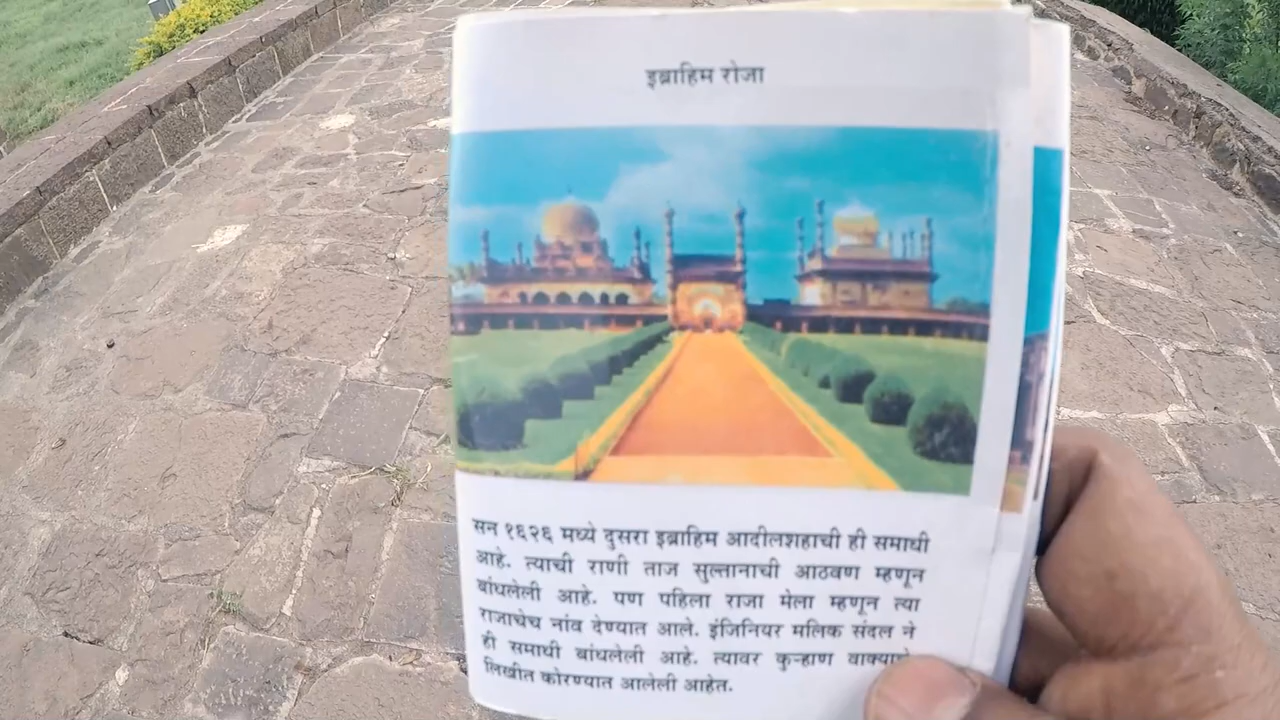 इब्राहिम रोजा
सन १६२६ मध्ये दुसरा इब्राहिम आदीलशहाची ही समाधी
आहे. त्याची राणी ताज सुल्तानाची आठवण म्हणून
बांधलेली आहे. पण पहिला राजा मेला म्हणून त्या
राजाचेच नांव देण्यात आले. इंजिनियर मलिक संदल ने
ही समाधी बांधलेली आहे. त्यावर कुऱ्हाण
लिखीत कोरण्यात आलेली आहेत.